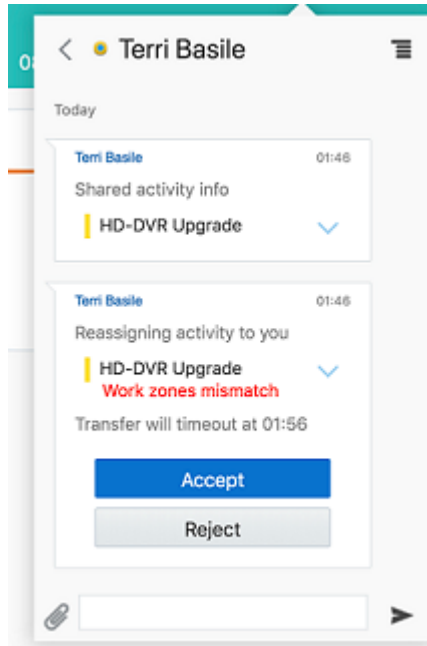 Terri Basile
Today
Terri Basile 01:46
Shared activity info
HD-DVR Upgrade
Terri Basile 01:46
Reassigning activity to you
HD-DVR Upgrade
Work zones mismatch
Transfer will timeout at 01:56
Accept
Reject